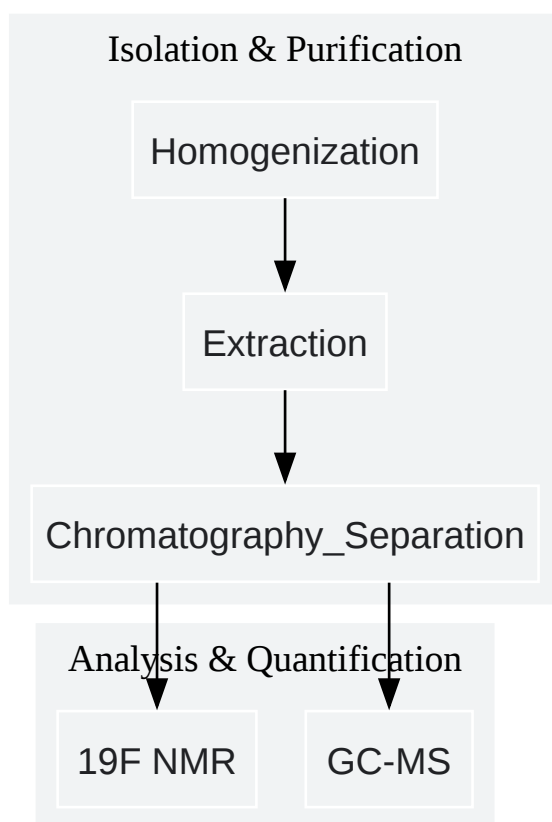 Isolation & Purification
Homogenization
Extraction
Chromatography_Separation
Analysis & Quantification
19F NMR
GC-MS